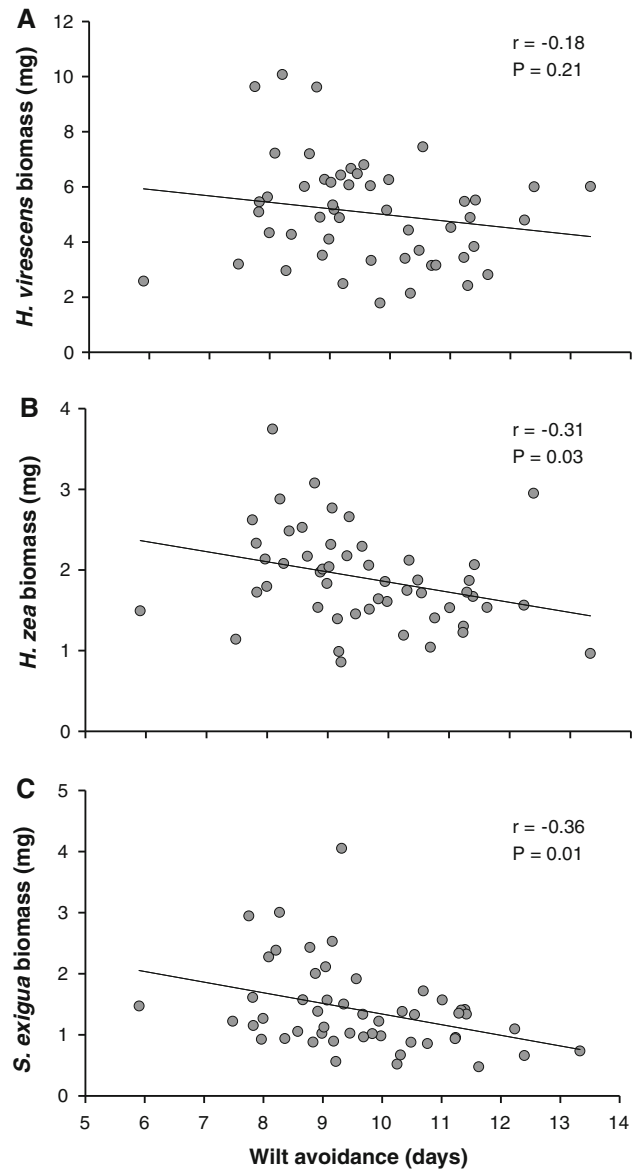 A
H. virescens biomass (mg)
12
10
8
6
4
2
0
r = -0.18
P = 0.21
B
H. zea biomass (mg)
4
3
2
1
0
r = -0.31
P = 0.03
C
S. exigua biomass (mg)
5
4
3
2
1
0
r = -0.36
P = 0.01
5 6 7 8 9 10 11 12 13 14
Wilt avoidance (days)